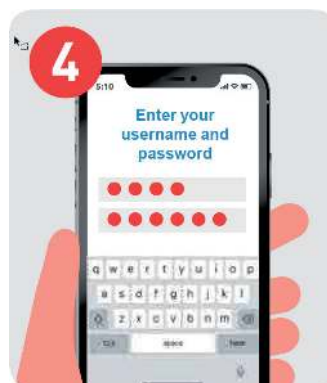 4
5:10
Enter your
username and
password
q w e r t y u i o p
a s d f g h j k l
z x c v b n m
space